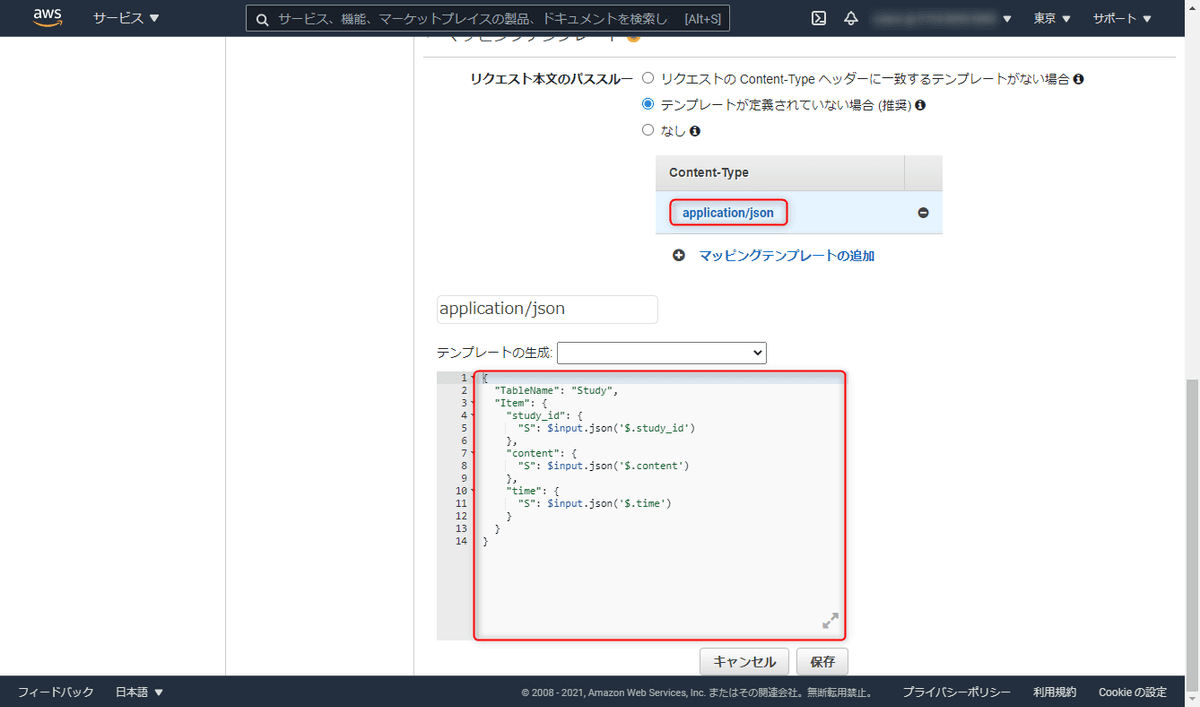 aws サービス ▼ サービス、機能、マーケットプレイスの製品、ドキュメントを検索し [Alt+S] 東京 ▼ サポート ▼
マッピングテンプレート
リクエスト本文のパススルー リクエストの Content-Type ヘッダーに一致するテンプレートがない場合
テンプレートが定義されていない場合 (推奨)
なし
Content-Type
application/json
マッピングテンプレートの追加
application/json
テンプレートの生成:
1 {
2 "TableName": "Study",
3 "Item": {
4 "study_id": {
5 "S": $input.json('$.study_id')
6 },
7 "content": {
8 "S": $input.json('$.content')
9 },
10 "time": {
11 "S": $input.json('$.time')
12 }
13 }
14 }
キャンセル 保存
フィードバック 日本語 ▼ © 2008 - 2021, Amazon Web Services, Inc. またはその関連会社。無断転用禁止。 プライバシーポリシー 利用規約 Cookie の設定